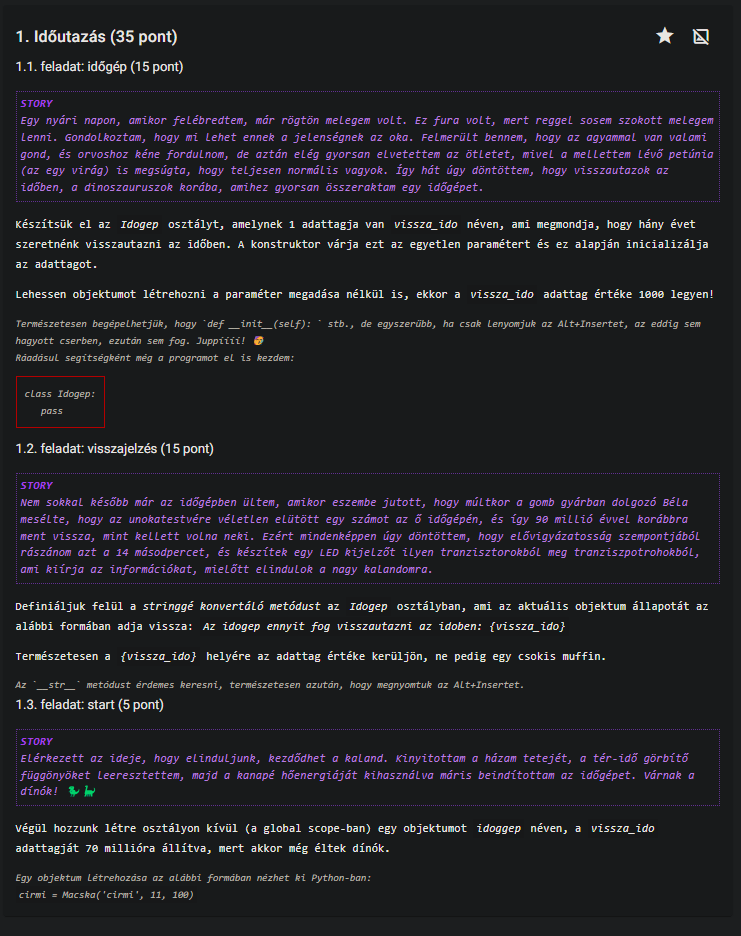 1. Időutazás (35 pont)
1.1. feladat: időgép (15 pont)
STORY
Egy nyári napon, amikor felébredtem, már rögtön melegem volt. Ez fura volt, mert reggel sosem szokott melegem
lenni. Gondolkoztam, hogy mi lehet ennek a jelenségnek az oka. Felmerült bennem, hogy az agyammal van valami
gond, és orvoshoz kéne fordulnom, de aztán elég gyorsan elvetettem az ötletet, mivel a mellettem lévő petúnia
(az egy virág) is megsúgta, hogy teljesen normális vagyok. Így hát úgy döntöttem, hogy visszautazok az
időben, a dinoszauruszok korába, amihez gyorsan összeraktam egy időgépet.
Készítsük el az Idogep osztályt, amelynek 1 adattagja van vissza_ido néven, ami megmondja, hogy hány évet
szeretnénk visszautazni az időben. A konstruktor várja ezt az egyetlen paramétert és ez alapján inicializálja
az adattagot.
Lehessen objektumot létrehozni a paraméter megadása nélkül is, ekkor a vissza_ido adattag értéke 1000 legyen!
Természetesen begépelhetjük, hogy `def __init__(self): ` stb., de egyszerűbb, ha csak lenyomjuk az Alt+Insertet, az eddig sem
hagyott cserben, ezután sem fog. Juppíííí! 🥳
Ráadásul segítségként még a programot el is kezdem:
class Idogep:
pass
1.2. feladat: visszajelzés (15 pont)
STORY
Nem sokkal később már az időgépben ültem, amikor eszembe jutott, hogy múltkor a gomb gyárban dolgozó Béla
mesélte, hogy az unokatestvére véletlen elütött egy számot az ő időgépén, és így 90 millió évvel korábbra
ment vissza, mint kellett volna neki. Ezért mindenképpen úgy döntöttem, hogy elővigyázatosság szempontjából
rászánom azt a 14 másodpercet, és készítek egy LED kijelzőt ilyen tranzisztorokból meg tranziszpotrohokból,
ami kiírja az információkat, mielőtt elindulok a nagy kalandomra.
Definiáljuk felül a stringgé konvertáló metódust az Idogep osztályban, ami az aktuális objektum állapotát az
alábbi formában adja vissza: Az idogep ennyit fog visszautazni az idoben: {vissza_ido}
Természetesen a {vissza_ido} helyére az adattag értéke kerüljön, ne pedig egy csokis muffin.
Az `__str__` metódust érdemes keresni, természetesen azután, hogy megnyomtuk az Alt+Insertet.
1.3. feladat: start (5 pont)
STORY
Elérkezett az ideje, hogy elinduljunk, kezdődhet a kaland. Kinyitottam a házam tetejét, a tér-idő görbítő
függönyöket leeresztettem, majd a kanapé hőenergiáját kihasználva máris beindítottam az időgépet. Várnak a
dínók! 🦖🦕
Végül hozzunk létre osztályon kívül (a global scope-ban) egy objektumot idoggep néven, a vissza_ido
adattagját 70 millióra állítva, mert akkor még éltek dínók.
Egy objektum létrehozása az alábbi formában nézhet ki Python-ban:
cirmi = Macska('cirmi', 11, 100)